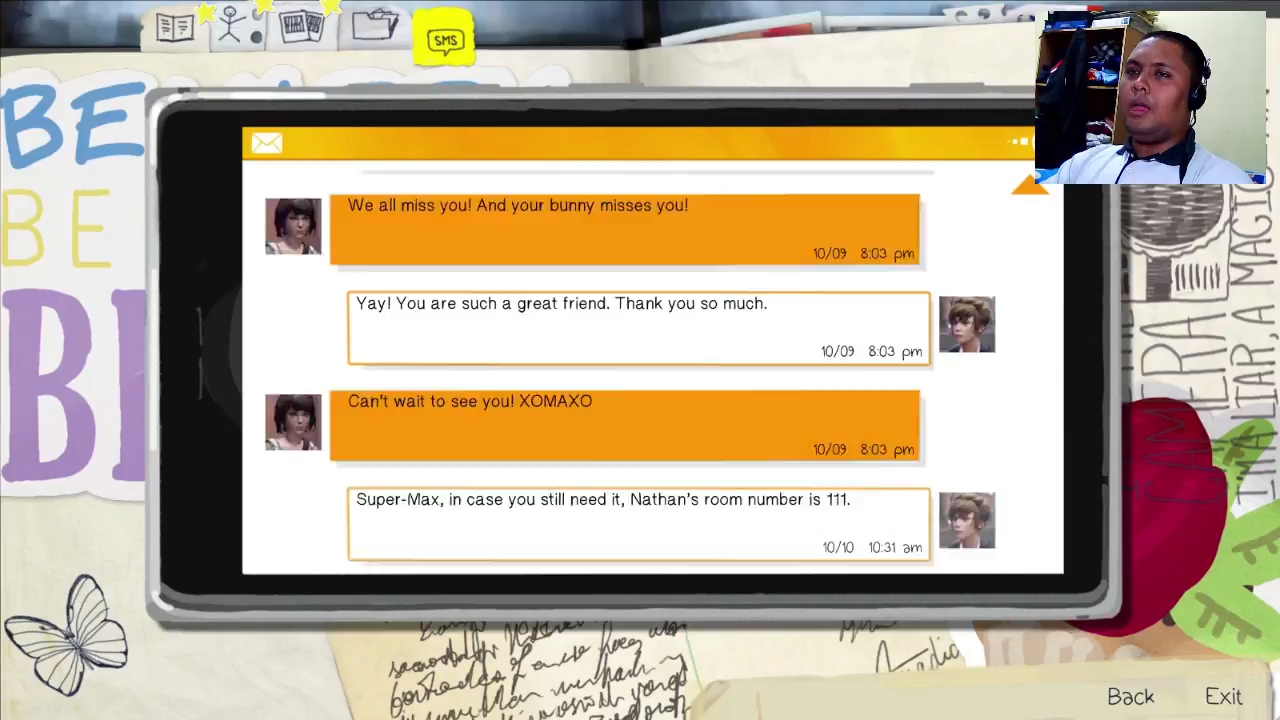 SMS
BE
BE
We all miss you! And your bunny misses you!
10/09 8:03 pm
Yay! You are such a great friend. Thank you so much.
10/09 8:03 pm
Can't wait to see you! XOMAXO
10/09 8:03 pm
Super-Max, in case you still need it, Nathan's room number is 111.
10/10 10:31 am
CAMERA
LIAR, A MAGIC
Back
Exit